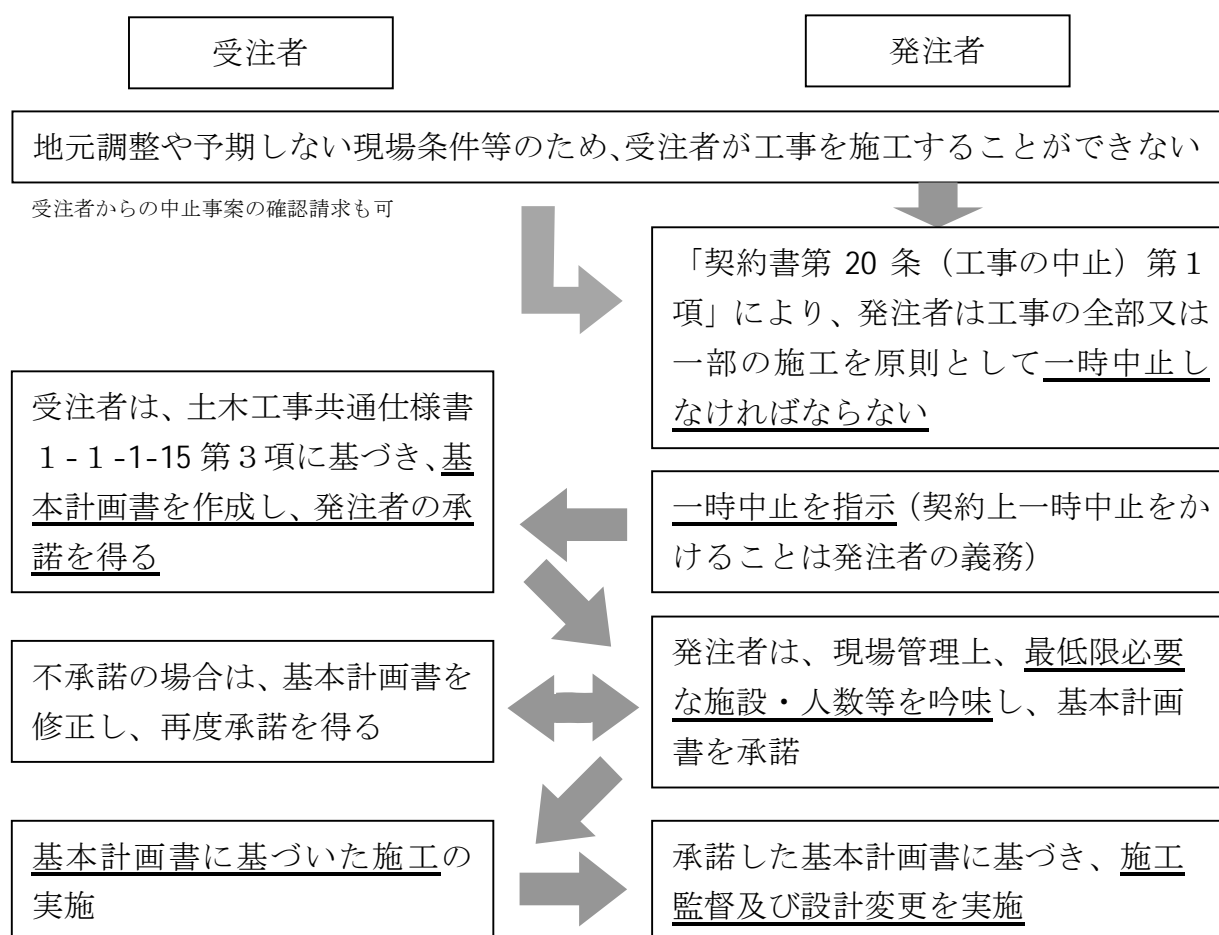 受注者
発注者
地元調整や予期しない現場条件等のため、受注者が工事を施工することができない
受注者からの中止事案の確認請求も可
「契約書第 20 条（工事の中止）第１
項」により、発注者は工事の全部又は
一部の施工を原則として一時中止し
なければならない
受注者は、土木工事共通仕様書
１-１-1-15 第３項に基づき、基
本計画書を作成し、発注者の承
諾を得る
一時中止を指示（契約上一時中止をか
けることは発注者の義務）
不承諾の場合は、基本計画書を
修正し、再度承諾を得る
発注者は、現場管理上、最低限必要
な施設・人数等を吟味し、基本計画
書を承諾
基本計画書に基づいた施工の
実施
承諾した基本計画書に基づき、施工
監督及び設計変更を実施